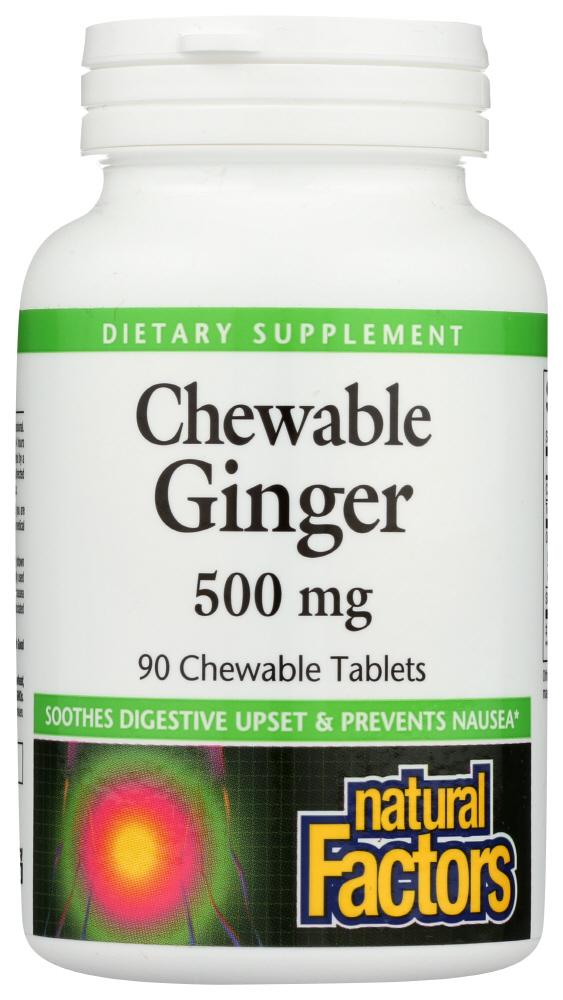 DIETARY SUPPLEMENT
Chewable
Ginger
500 mg
90 Chewable Tablets
SOOTHES DIGESTIVE UPSET & PREVENTS NAUSEA*
natural
Factors